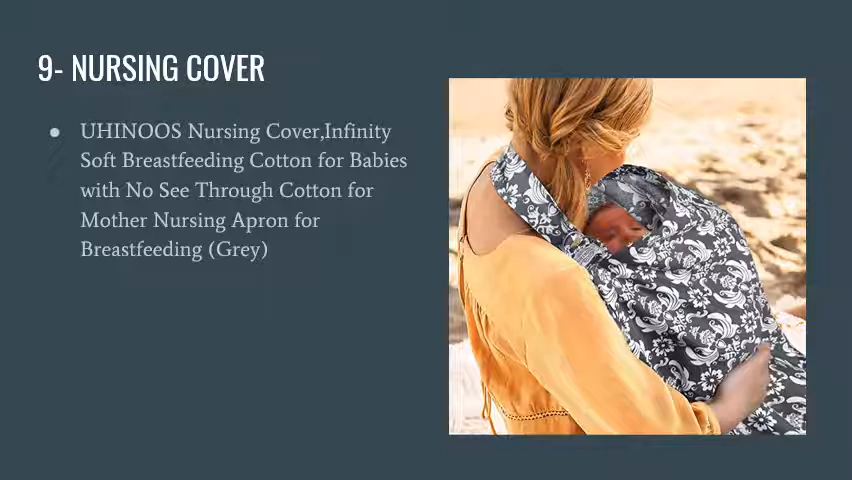 9- NURSING COVER
● UHINOOS Nursing Cover,Infinity
Soft Breastfeeding Cotton for Babies
with No See Through Cotton for
Mother Nursing Apron for
Breastfeeding (Grey)